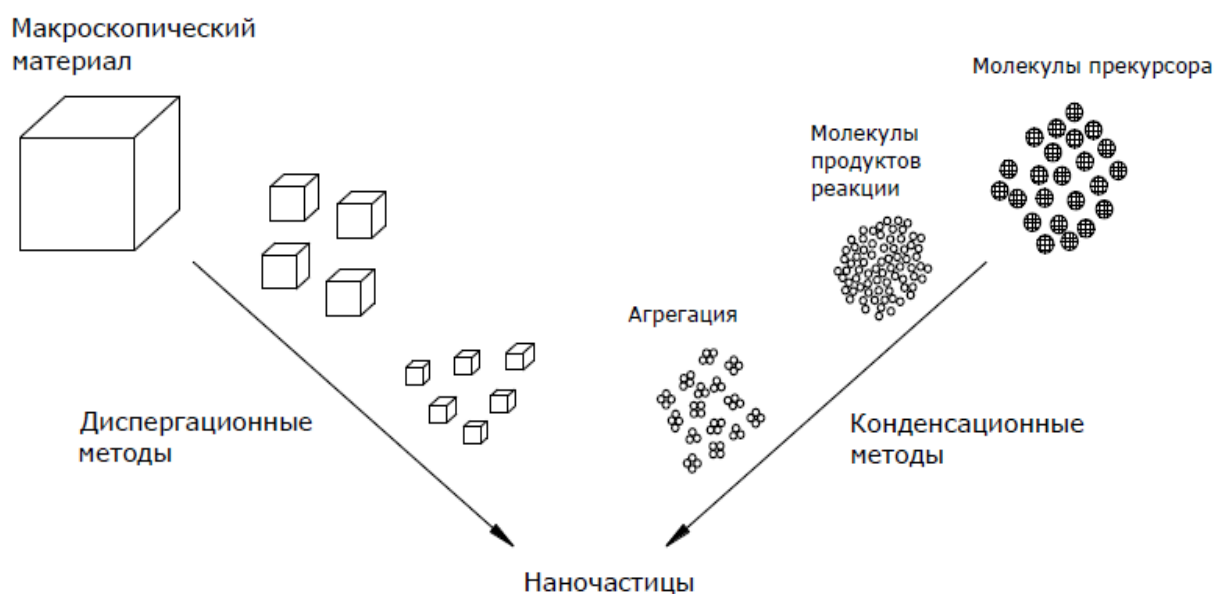 Макроскопический
материал
Молекулы прекурсора
Молекулы
продуктов
реакции
Агрегация
Диспергационные
методы
Конденсационные
методы
Наночастицы